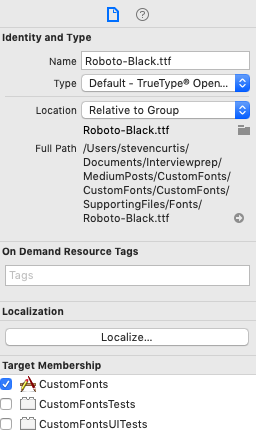 Identity and Type
Name Roboto-Black.ttf
Type Default - TrueType® Open...
Location Relative to Group
Roboto-Black.ttf
Full Path /Users/stevencurtis/
Documents/Interviewprep/
MediumPosts/CustomFonts/
CustomFonts/CustomFonts/
SupportingFiles/Fonts/
Roboto-Black.ttf
On Demand Resource Tags
Tags
Localization
Localize...
Target Membership
CustomFonts
CustomFontsTests
CustomFontsUITests